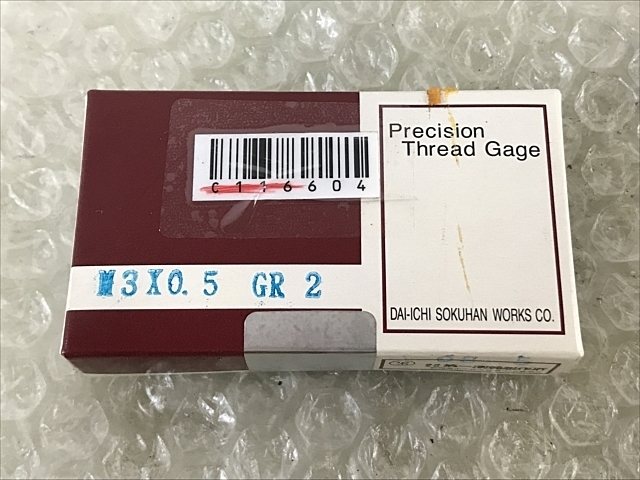 Precision
Thread Gage
C116604
M3X0.5 GR 2
DAI-ICHI SOKUHAN WORKS CO.